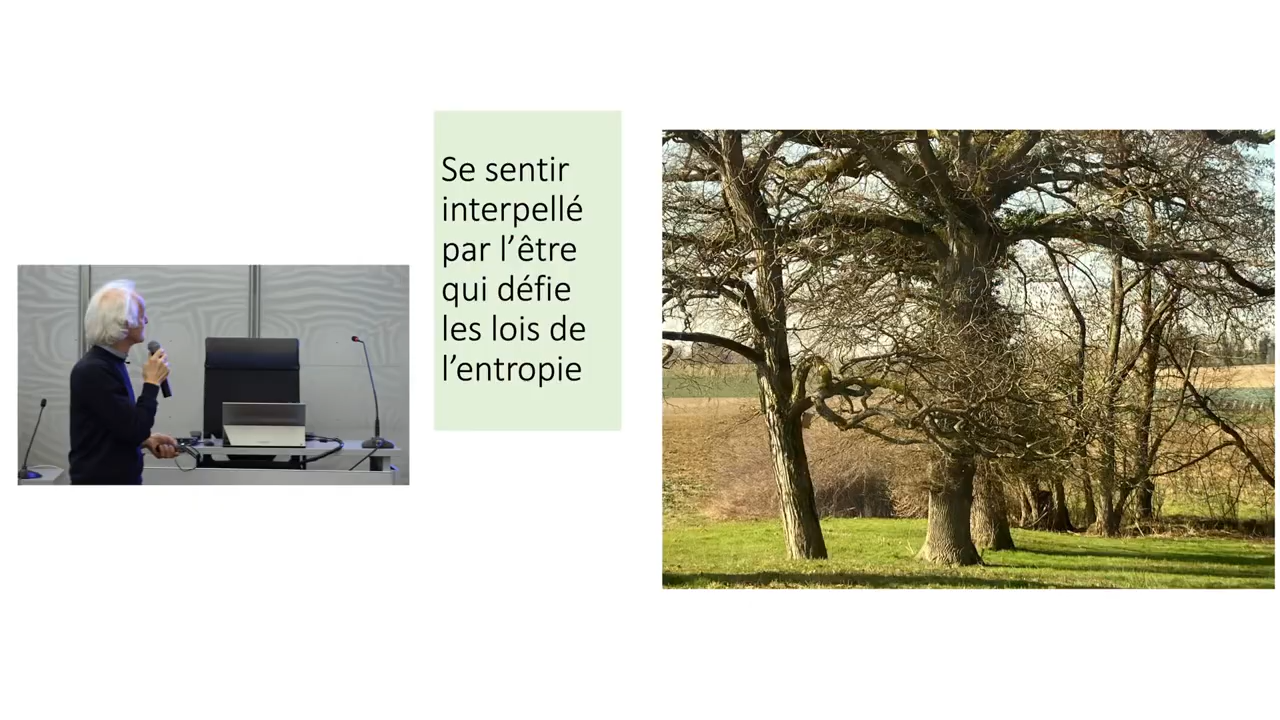 Se sentir
interpellé
par l’être
qui défie
les lois de
l’entropie